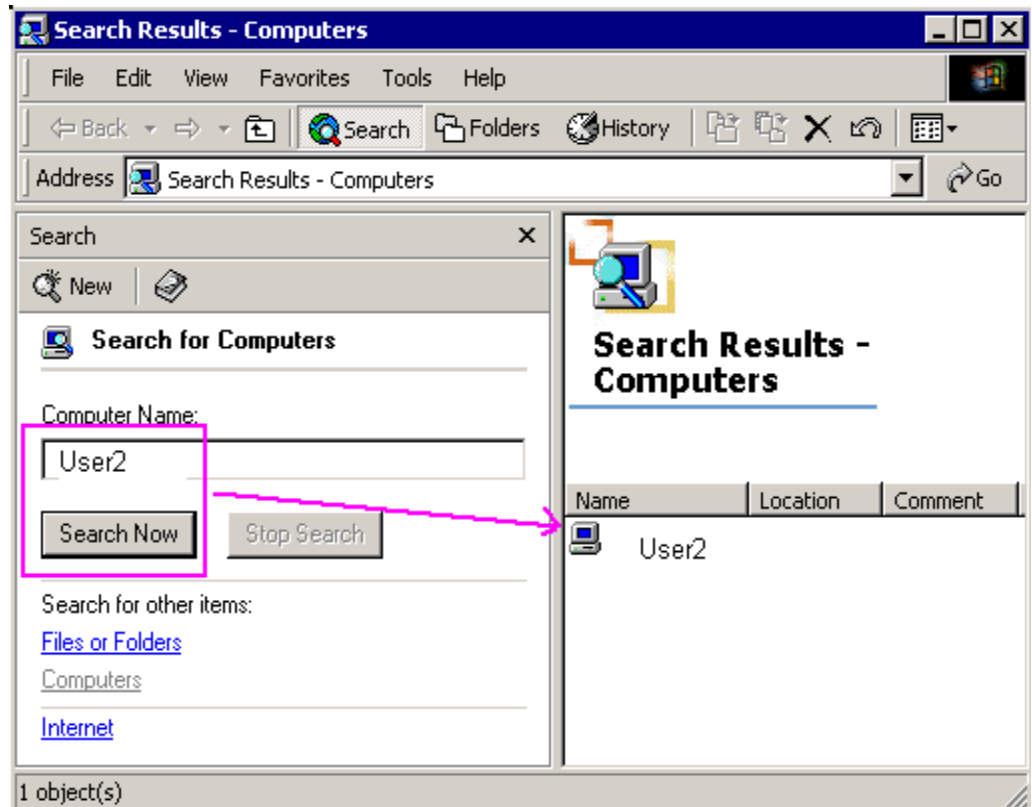 Search Results - Computers
File Edit View Favorites Tools Help
Back Search Folders History
Address Search Results - Computers Go
Search
New
Search for Computers
Computer Name:
User2
Search Now Stop Search
Search for other items:
Files or Folders
Computers
Internet
Search Results -
Computers
Name Location Comment
User2
1 object(s)